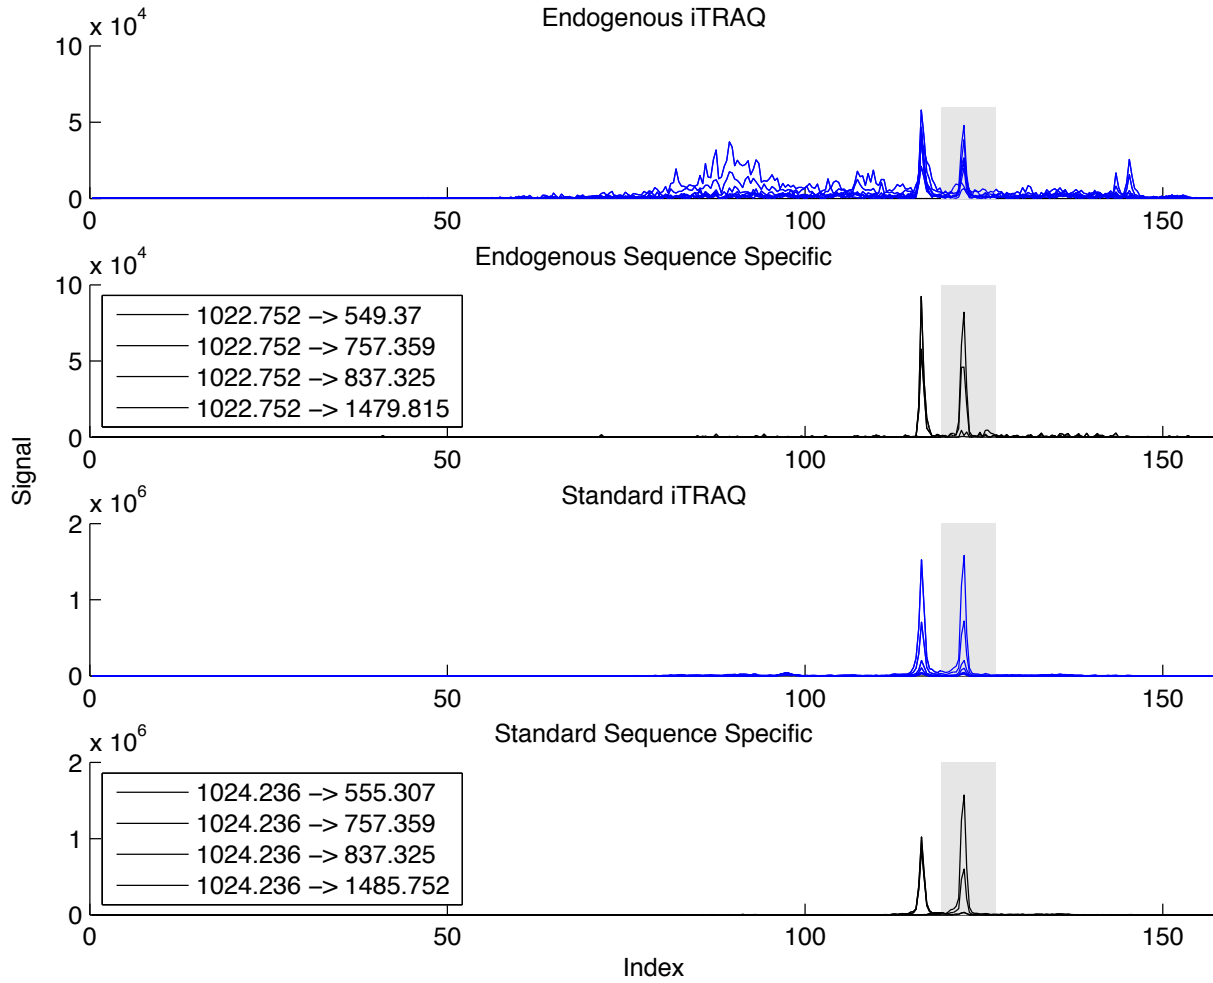 Endogenous iTRAQ
x 10^4
10
5
0
0 50 100 150
Endogenous Sequence Specific
x 10^4
10
5
0
1022.752 −> 549.37
1022.752 −> 757.359
1022.752 −> 837.325
1022.752 −> 1479.815
0 50 100 150
Signal
Standard iTRAQ
x 10^6
2
1
0
0 50 100 150
Standard Sequence Specific
x 10^6
2
1
0
1024.236 −> 555.307
1024.236 −> 757.359
1024.236 −> 837.325
1024.236 −> 1485.752
0 50 100 150
Index